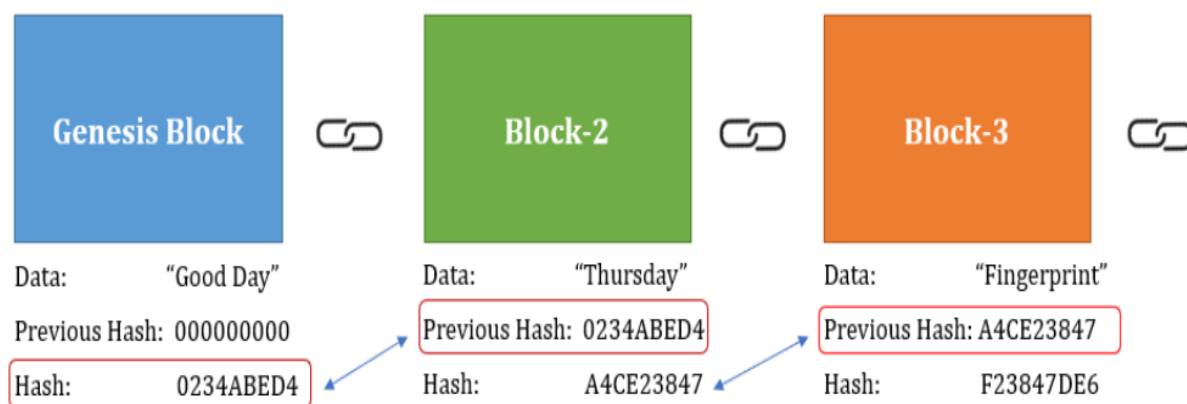 Genesis Block
Block-2
Block-3
Data: “Good Day”
Previous Hash: 000000000
Hash: 0234ABED4
Data: “Thursday”
Previous Hash: 0234ABED4
Hash: A4CE23847
Data: “Fingerprint”
Previous Hash: A4CE23847
Hash: F23847DE6